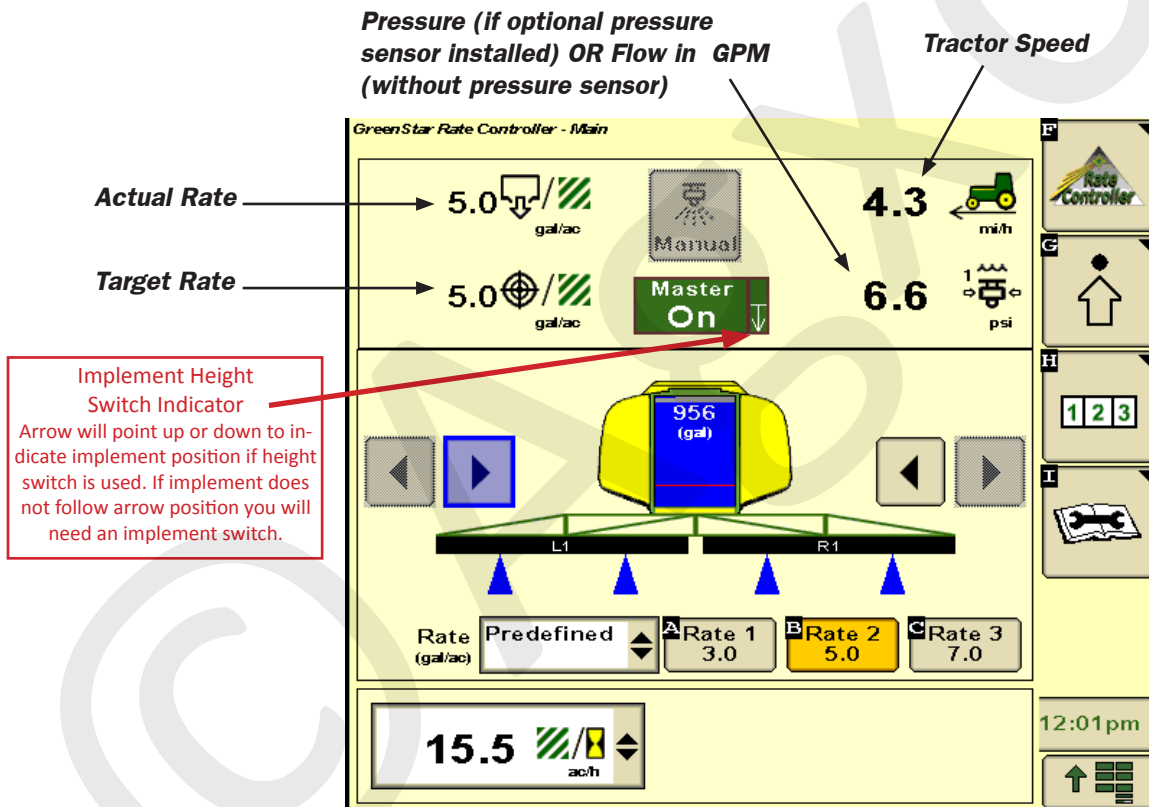 Pressure (if optional pressure
sensor installed) OR Flow in GPM
(without pressure sensor)
Tractor Speed
GreenStar Rate Controller - Main
F
Rate
Controller
Actual Rate
5.0
gal/ac
Manual
4.3
mi/h
G
Target Rate
5.0
gal/ac
Master
On
6.6
1
psi
Implement Height
Switch Indicator
Arrow will point up or down to in-
dicate implement position if height
switch is used. If implement does
not follow arrow position you will
need an implement switch.
H
1 2 3
956
(gal)
I
L1
R1
Rate
(gal/ac)
Predefined
A
Rate 1
3.0
B
Rate 2
5.0
C
Rate 3
7.0
15.5
ac/h
12:01pm